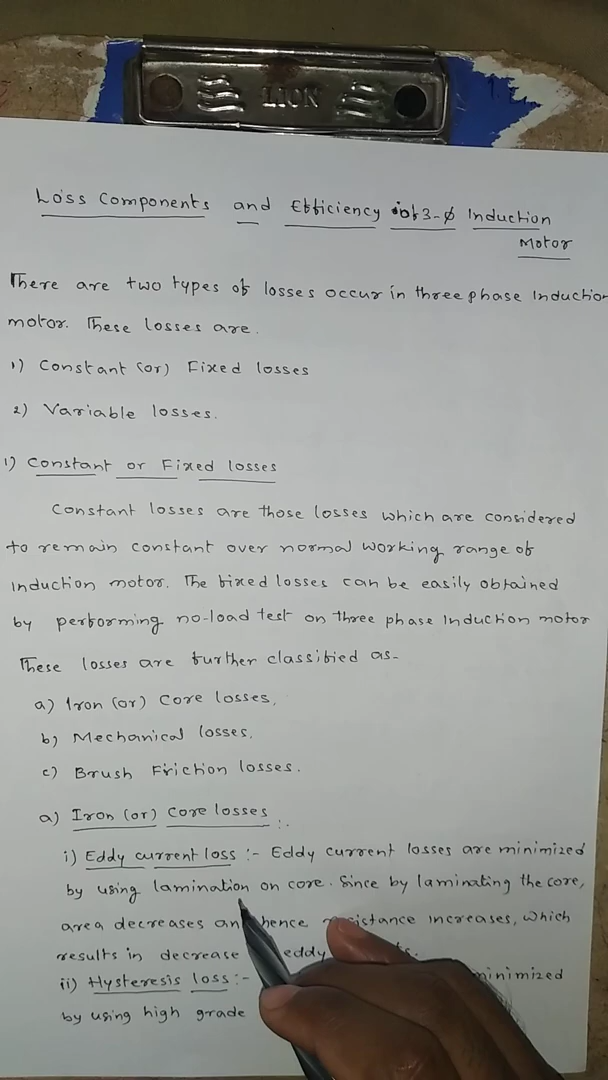 LION
Loss Components and Efficiency of 3-φ Induction
Motor
There are two types of losses occur in three phase Induction
motor. These losses are.
1) Constant (or) Fixed losses
2) Variable losses.
1) Constant or Fixed losses
Constant losses are those losses which are considered
to remain constant over normal working range of
induction motor. The fixed losses can be easily obtained
by performing no-load test on three phase Induction motor
These losses are further classified as-
a) Iron (or) Core losses,
b) Mechanical losses,
c) Brush Friction losses.
a) Iron (or) Core losses :.
i) Eddy current loss :- Eddy current losses are minimized
by using lamination on core. Since by laminating the core,
area decreases and hence increases, which
results in decrease eddy
ii) Hysteresis loss :- minimized
by using high grade